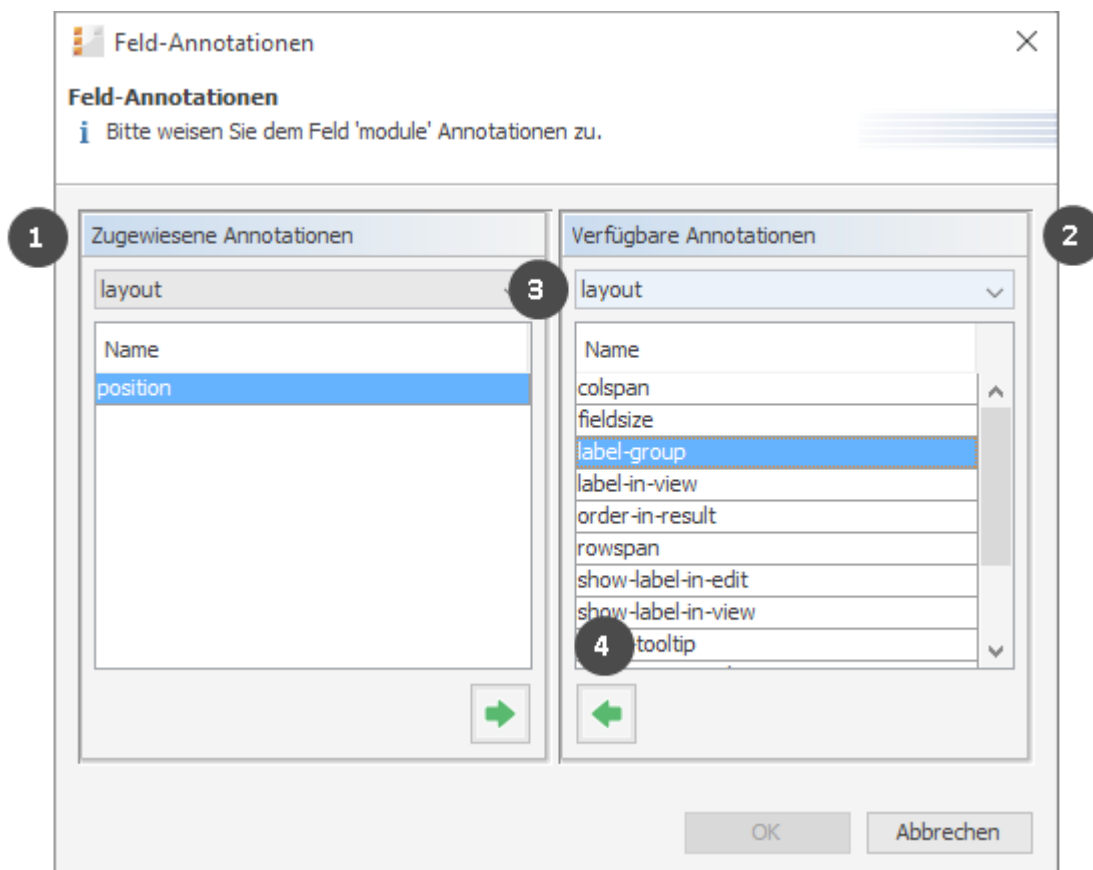 Feld-Annotationen
Feld-Annotationen
i Bitte weisen Sie dem Feld 'module' Annotationen zu.
1
Zugewiesene Annotationen
layout
Name
position
2
Verfügbare Annotationen
3
layout
Name
colspan
fieldsize
label-group
label-in-view
order-in-result
rowspan
show-label-in-edit
show-label-in-view
4
-tooltip
OK
Abbrechen